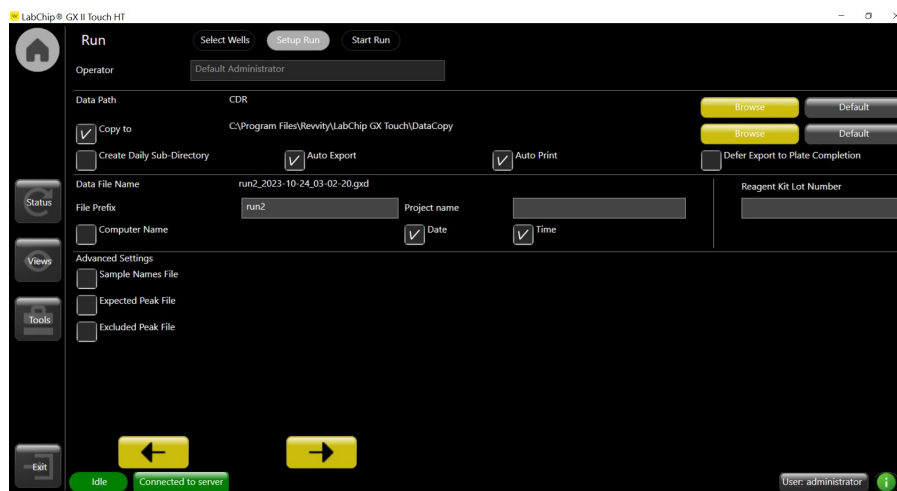 LabChip® GX II Touch HT
Run
Select Wells
Setup Run
Start Run
Operator
Default Administrator
Data Path
CDR
Browse
Default
Copy to
C:\Program Files\Revvity\LabChip GX Touch\DataCopy
Browse
Default
Create Daily Sub-Directory
Auto Export
Auto Print
Defer Export to Plate Completion
Data File Name
run2_2023-10-24_03-02-20.gxd
Reagent Kit Lot Number
Status
File Prefix
run2
Project name
Computer Name
Date
Time
Views
Advanced Settings
Sample Names File
Expected Peak File
Tools
Excluded Peak File
Exit
Idle
Connected to server
User: administrator